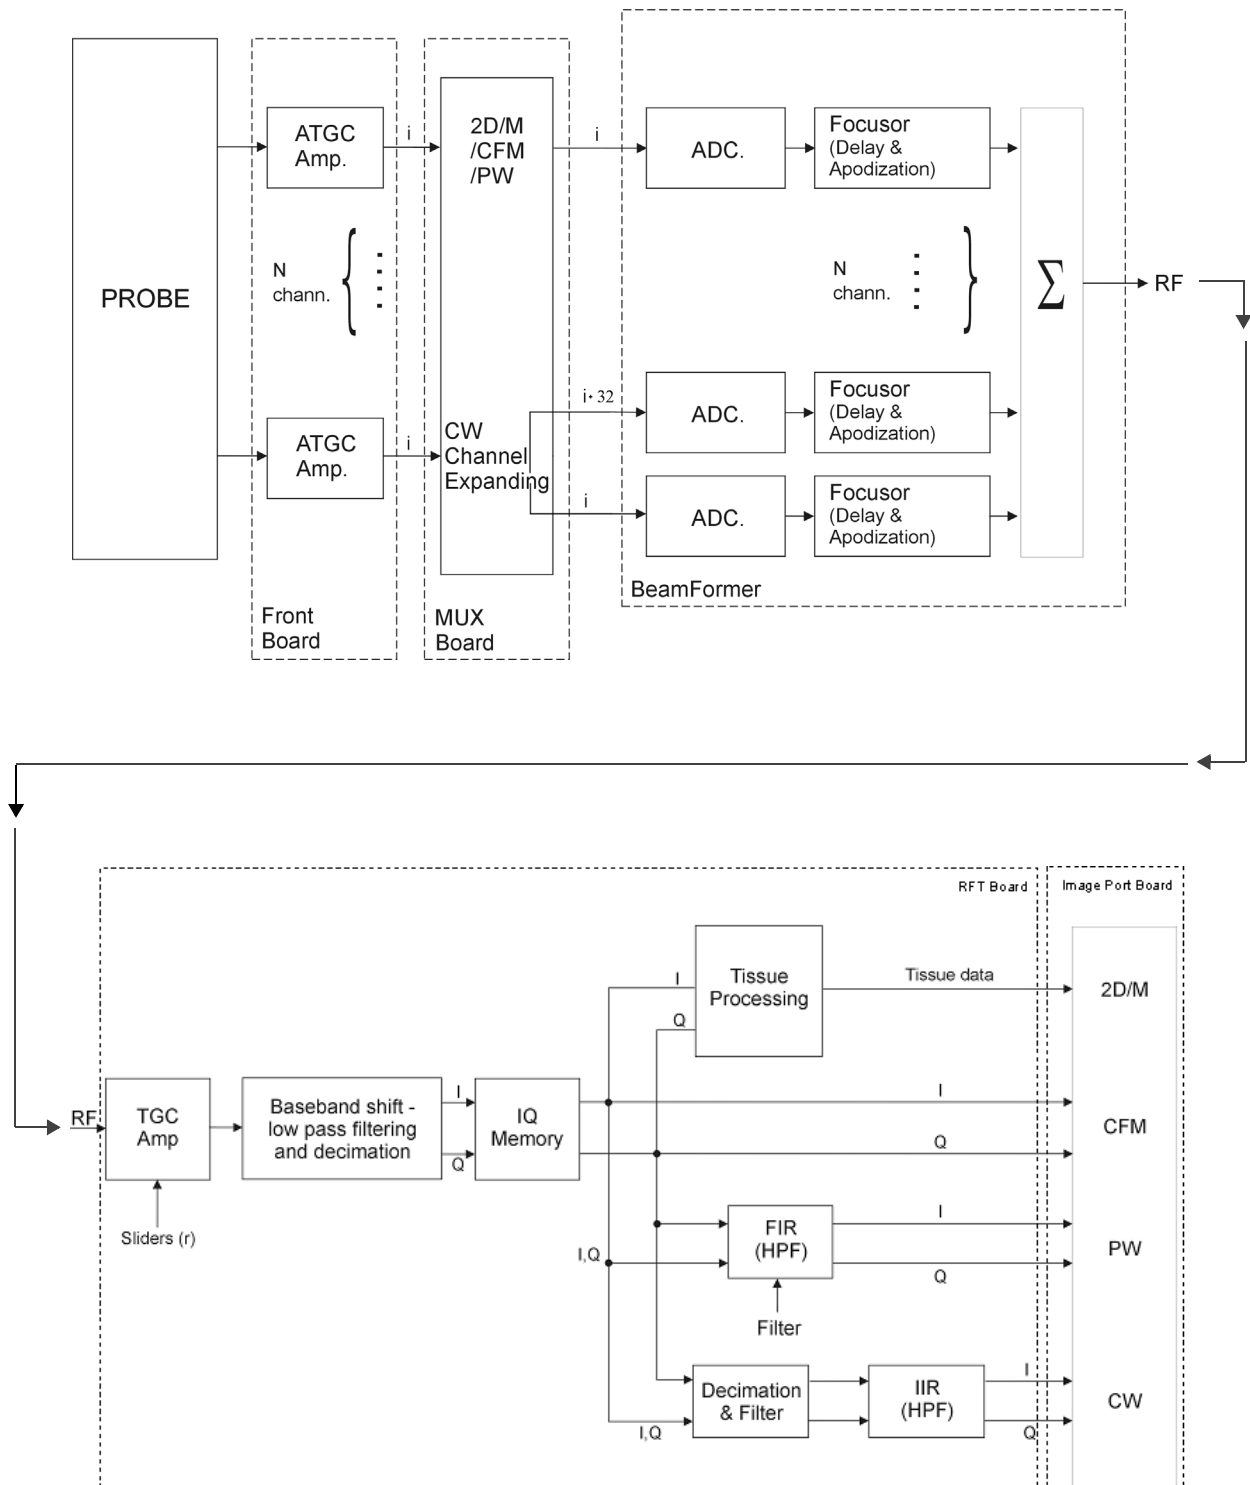 PROBE
ATGC
Amp.
i
N
chann.
ATGC
Amp.
i
Front
Board
2D/M
/CFM
/PW
CW
Channel
Expanding
MUX
Board
i
i• 32
i
ADC.
Focusor
(Delay &
Apodization)
N
chann.
ADC.
Focusor
(Delay &
Apodization)
ADC.
Focusor
(Delay &
Apodization)
BeamFormer
∑
RF
RFT Board
Image Port Board
Tissue
Processing
I
Q
Tissue data
2D/M
RF
TGC
Amp
Sliders (r)
Baseband shift -
low pass filtering
and decimation
I
Q
IQ
Memory
I
Q
CFM
I,Q
FIR
(HPF)
Filter
I
Q
PW
I,Q
Decimation
& Filter
IIR
(HPF)
I
Q
CW